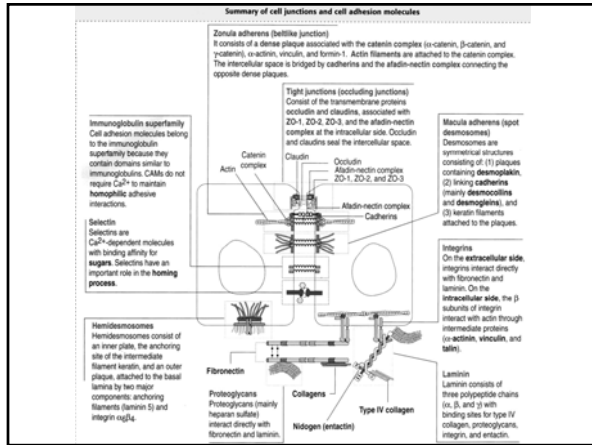 Summary of cell junctions and cell adhesion molecules
Zonula adherens (beltlike junction)
It consists of a dense plaque associated with the catenin complex (α-catenin, β-catenin, and
γ-catenin), α-actinin, vinculin, and formin-1. Actin filaments are attached to the catenin complex.
The intercellular space is bridged by cadherins and the afadin-nectin complex connecting the
opposite dense plaques.
Tight junctions (occluding junctions)
Consist of the transmembrane proteins
occludin and claudins, associated with
ZO-1, ZO-2, ZO-3, and the afadin-nectin
complex at the intracellular side. Occludin
and claudins seal the intercellular space.
Immunoglobulin superfamily
Cell adhesion molecules belong
to the immunoglobulin
superfamily because they
contain domains similar to
immunoglobulins. CAMs do not
require Ca2+ to maintain
homophilic adhesive
interactions.
Macula adherens (spot
desmosomes)
Desmosomes are
symmetrical structures
consisting of: (1) plaques
containing desmoplakin,
(2) linking cadherins
(mainly desmocollins
and desmogleins), and
(3) keratin filaments
attached to the plaques.
Catenin
complex
Actin
Claudin
Occludin
Afadin-nectin complex
ZO-1, ZO-2, and ZO-3
Afadin-nectin complex
Cadherins
Selectin
Selectins are
Ca2+-dependent molecules
with binding affinity for
sugars. Selectins have an
important role in the homing
process.
Integrins
On the extracellular side,
integrins interact directly
with fibronectin and
laminin. On the
intracellular side, the β
subunits of integrin
interact with actin through
intermediate proteins
(α-actinin, vinculin, and
talin).
Hemidesmosomes
Hemidesmosomes consist of
an inner plate, the anchoring
site of the intermediate
filament keratin, and an outer
plaque, attached to the basal
lamina by two major
components: anchoring
filaments (laminin 5) and
integrin α6β4.
Fibronectin
Proteoglycans
Proteoglycans (mainly
heparan sulfate)
interact directly with
fibronectin and laminin.
Collagens
Type IV collagen
Nidogen (entactin)
Laminin
Laminin consists of
three polypeptide chains
(α, β, and γ) with
binding sites for type IV
collagen, proteoglycans,
integrin, and entactin.